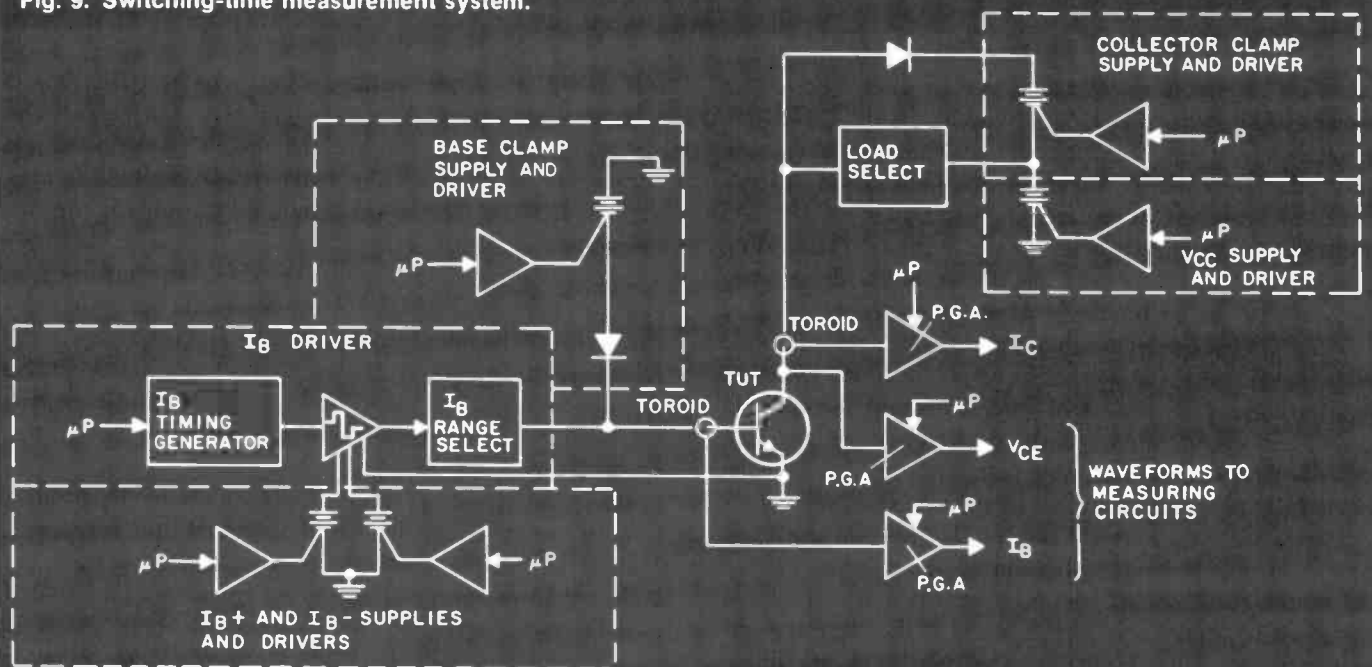 Fig. 9. Switching-time measurement system.
COLLECTOR CLAMP
SUPPLY AND DRIVER
μP
BASE CLAMP
SUPPLY AND
DRIVER
μP
LOAD
SELECT
μP
VCC SUPPLY
AND DRIVER
μP
P.G.A.
TOROID
IC
IB DRIVER
TUT
TOROID
μP
IB
TIMING
GENERATOR
IB
RANGE
SELECT
μP
VCE
P.G.A
WAVEFORMS TO
MEASURING
CIRCUITS
μP
IB
P.G.A
μP
μP
IB+ AND IB- SUPPLIES
AND DRIVERS